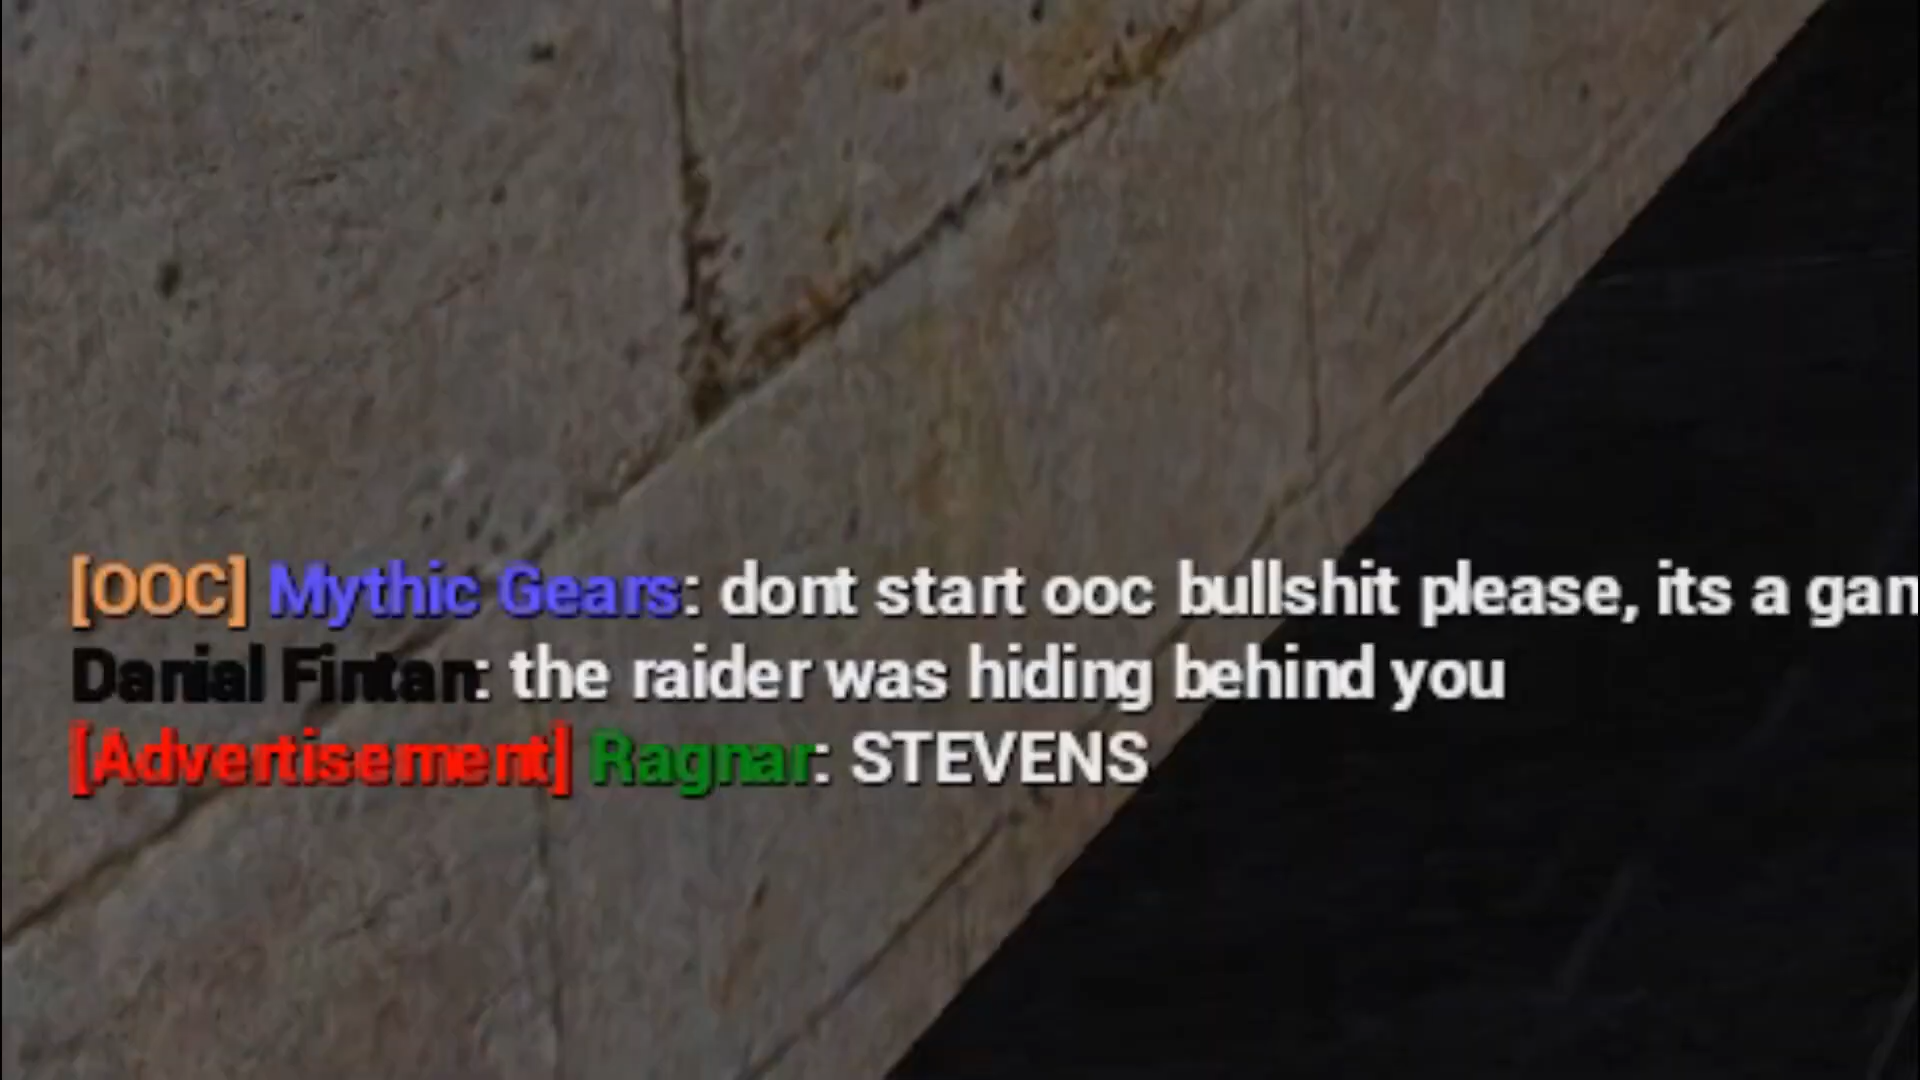 [OOC] Mythic Gears: dont start ooc bullshit please, its a gam
Danial Fintan: the raider was hiding behind you
[Advertisement] Ragnar: STEVENS